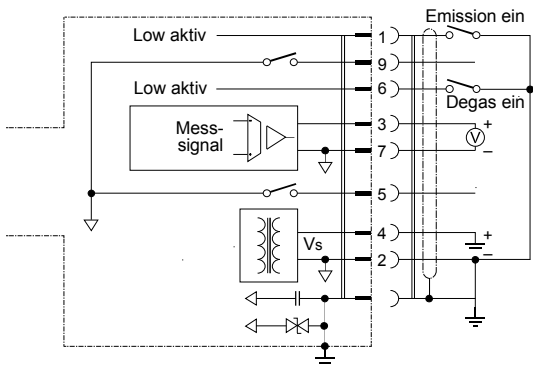 Emission ein
Low aktiv
1
9
Low aktiv
6
Degas ein
3
+
Mess-
signal
V
7
–
5
4
+
Vs
2
–